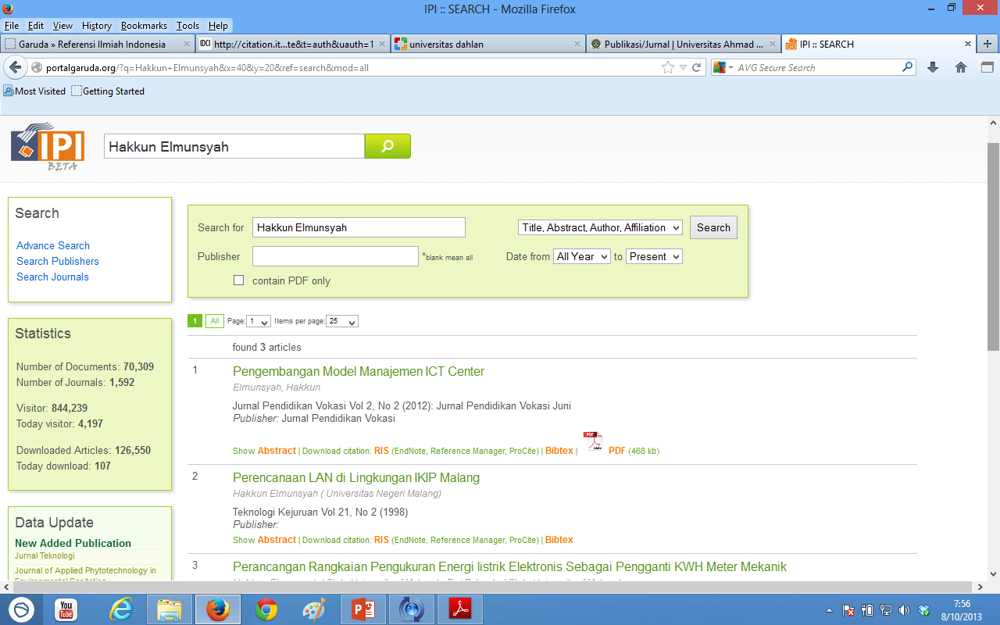 IPI :: SEARCH - Mozilla Firefox
File Edit View History Bookmarks Tools Help
Garuda » Referensi Ilmiah Indonesia
IDCI http://citation.it...te&t=auth&uauth=1
universitas dahlan
Publikasi/Jurnal | Universitas Ahmad ...
IPI :: SEARCH
portalgaruda.org/?q=Hakkun+Elmunsyah&x=40&y=20&ref=search&mod=all
AVG Secure Search
Most Visited Getting Started
IPI
BETA
Hakkun Elmunsyah
Search
Advance Search
Search Publishers
Search Journals
Statistics
Number of Documents: 70,309
Number of Journals: 1,592
Visitor: 844,239
Today visitor: 4,197
Downloaded Articles: 126,550
Today download: 107
Data Update
New Added Publication
Jurnal Teknologi
Journal of Applied Phytotechnology in
Search for Hakkun Elmunsyah Title, Abstract, Author, Affiliation Search
Publisher *blank mean all Date from All Year to Present
contain PDF only
1 All Page: 1 Items per page: 25
found 3 articles
1 Pengembangan Model Manajemen ICT Center
Elmunsyah, Hakkun
Jurnal Pendidikan Vokasi Vol 2, No 2 (2012): Jurnal Pendidikan Vokasi Juni
Publisher: Jurnal Pendidikan Vokasi
Show Abstract | Download citation: RIS (EndNote, Reference Manager, ProCite) | Bibtex | PDF PDF (468 kb)
2 Perencanaan LAN di Lingkungan IKIP Malang
Hakkun Elmunsyah ( Universitas Negeri Malang)
Teknologi Kejuruan Vol 21, No 2 (1998)
Publisher:
Show Abstract | Download citation: RIS (EndNote, Reference Manager, ProCite) | Bibtex
3 Perancangan Rangkaian Pengukuran Energi listrik Elektronis Sebagai Pengganti KWH Meter Mekanik
You
Tube
7:56
8/10/2013